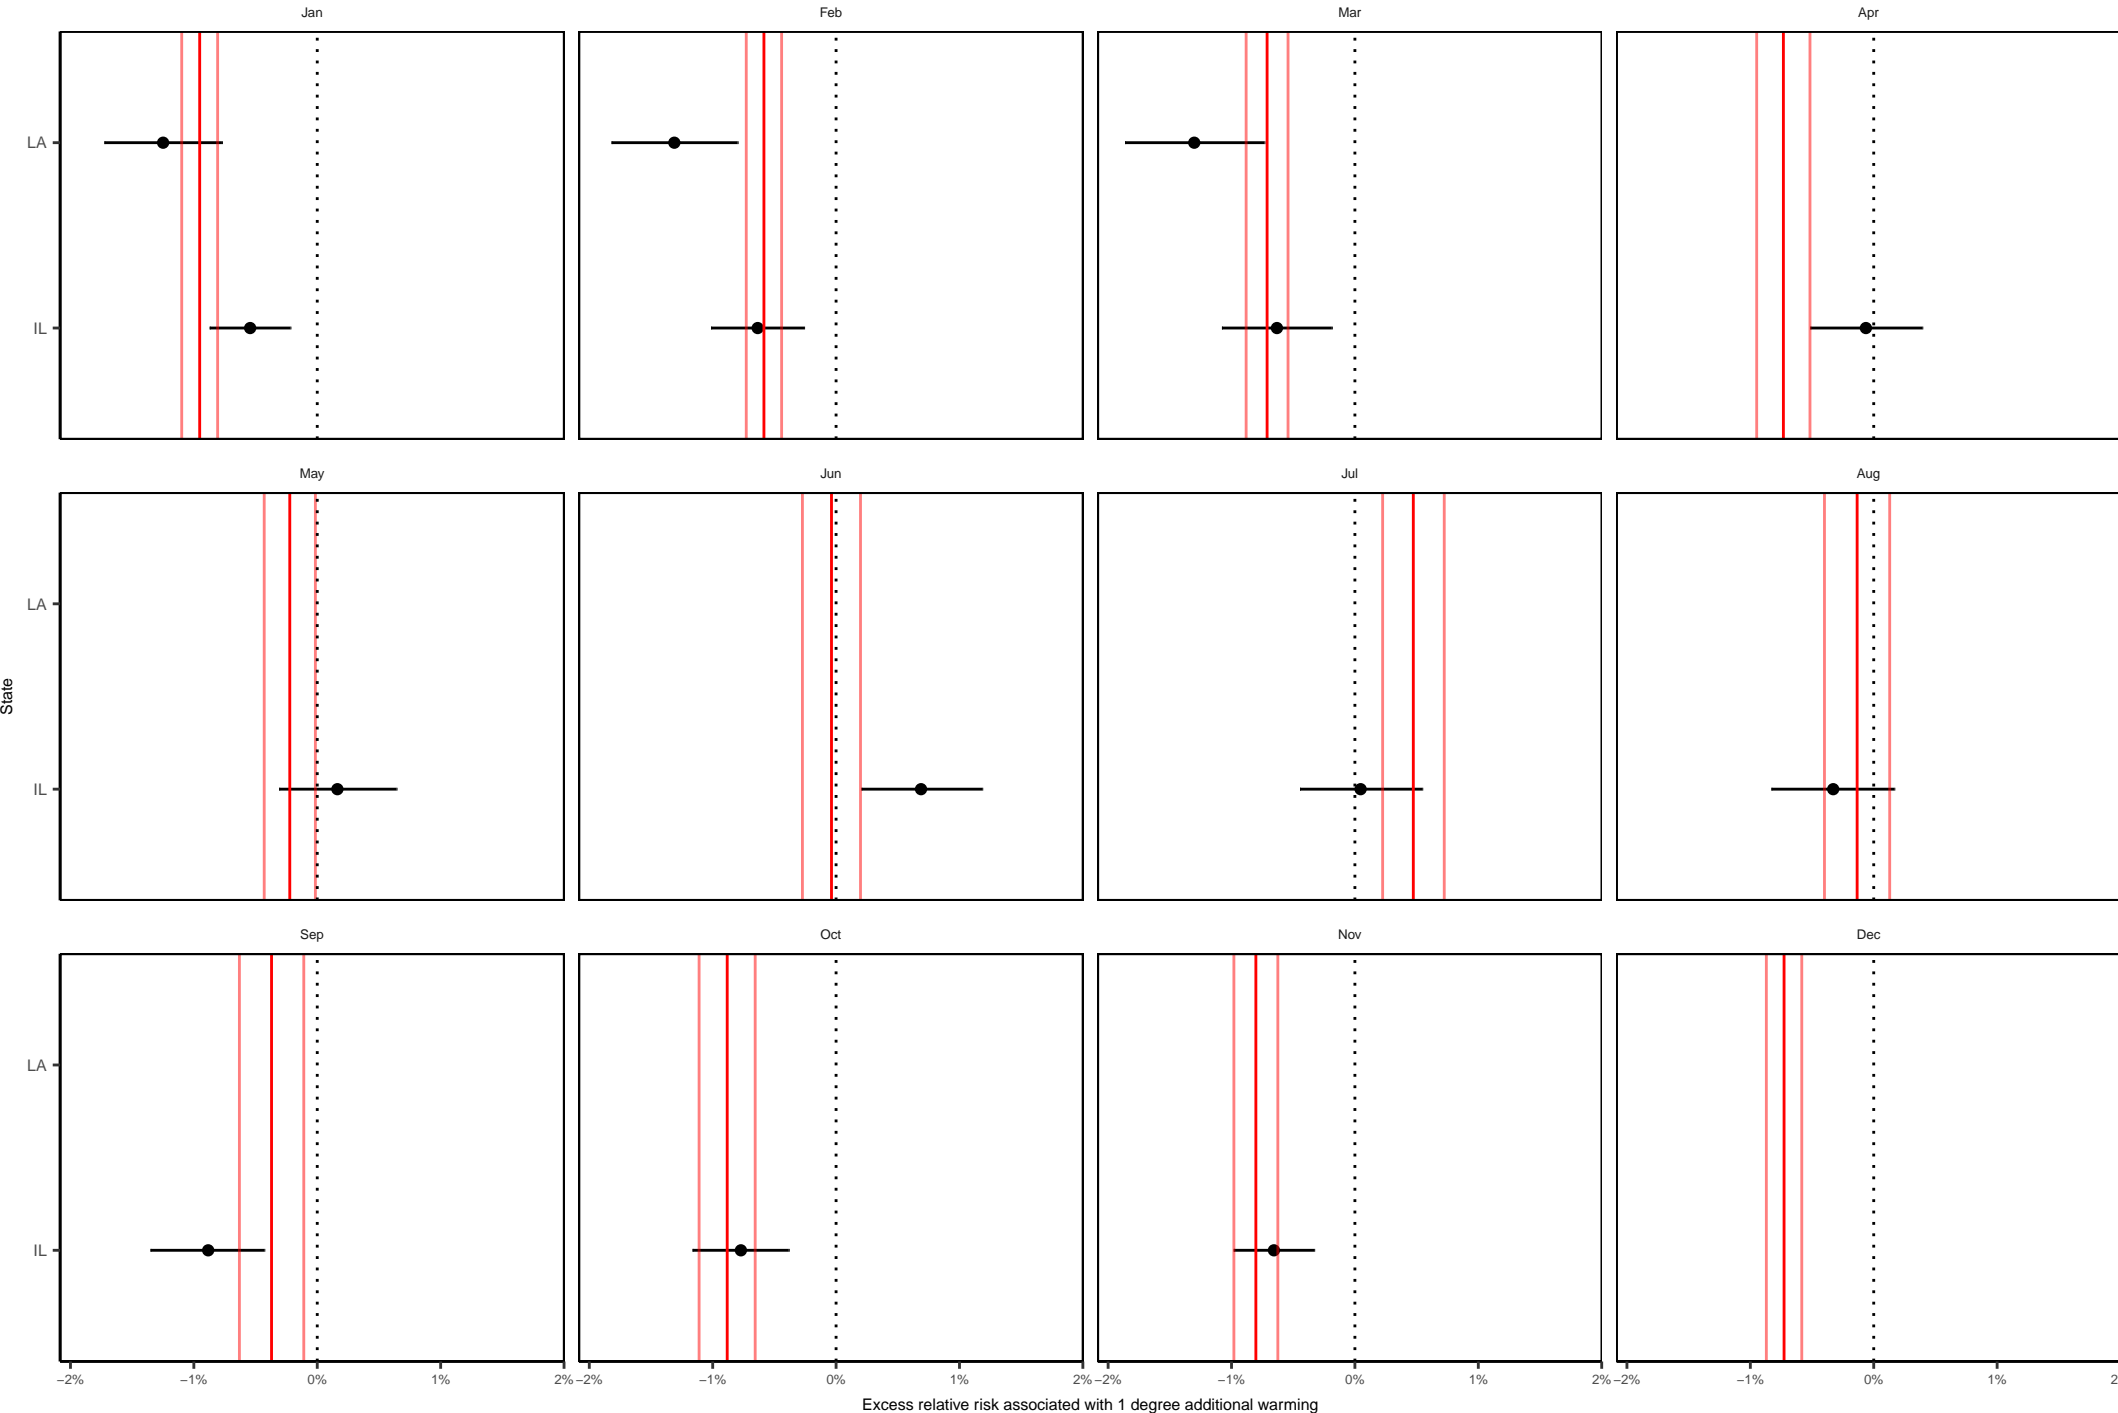 Jan Feb Mar Apr
LA
IL
May Jun Jul Aug
LA
IL
State
Sep Oct Nov Dec
LA
IL
−2% −1% 0% 1% 2% −2% −1% 0% 1% 2% −2% −1% 0% 1% 2% −2% −1% 0% 1% 2
Excess relative risk associated with 1 degree additional warming